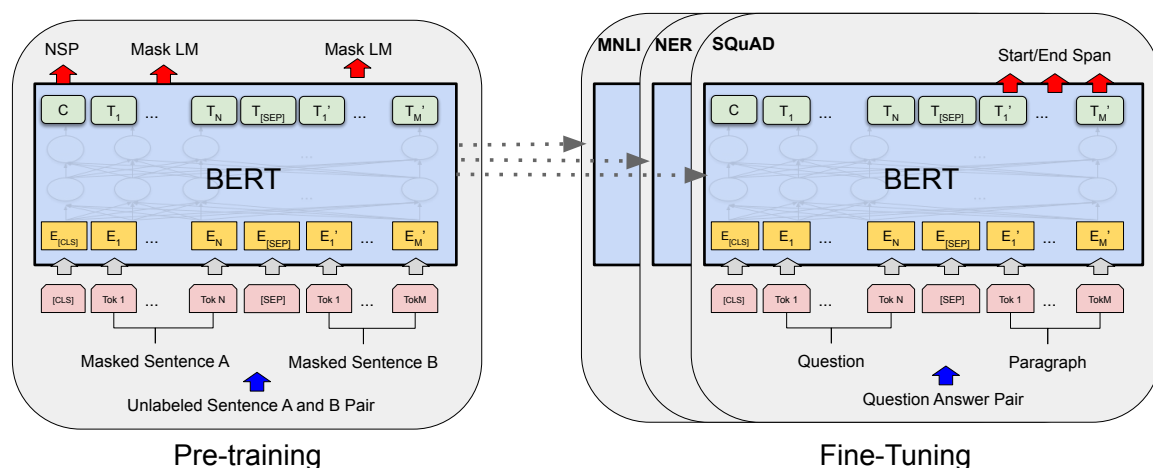 NSP Mask LM Mask LM
C T1 ... TN T[SEP] T1' ... TM'
...
BERT
E[CLS] E1 ... EN E[SEP] E1' ... EM'
[CLS] Tok 1 ... Tok N [SEP] Tok 1 ... TokM
Masked Sentence A Masked Sentence B
Unlabeled Sentence A and B Pair
Pre-training
MNLI NER SQuAD
Start/End Span
C T1 ... TN T[SEP] T1' ... TM'
...
BERT
E[CLS] E1 ... EN E[SEP] E1' ... EM'
[CLS] Tok 1 ... Tok N [SEP] Tok 1 ... TokM
Question Paragraph
Question Answer Pair
Fine-Tuning